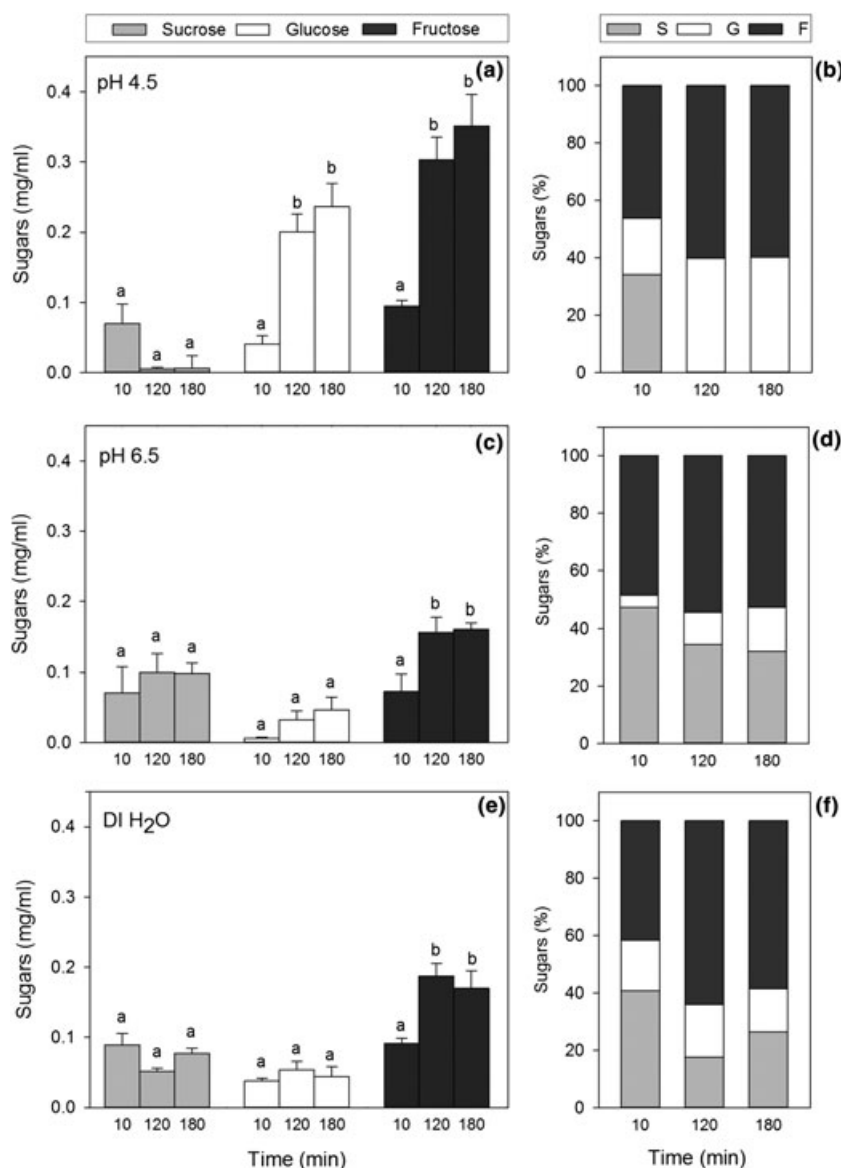 Sucrose Glucose Fructose
S G F
pH 4.5 (a)
Sugars (mg/ml)
0.4
0.3
0.2
0.1
0.0
a a a a b b a b b
10 120 180 10 120 180 10 120 180
(b)
Sugars (%)
100
80
60
40
20
0
10 120 180
pH 6.5 (c)
Sugars (mg/ml)
0.4
0.3
0.2
0.1
0.0
a a a a a a a b b
10 120 180 10 120 180 10 120 180
(d)
Sugars (%)
100
80
60
40
20
0
10 120 180
DI H₂O (e)
Sugars (mg/ml)
0.4
0.3
0.2
0.1
0.0
a a a a a a a b b
10 120 180 10 120 180 10 120 180
Time (min)
(f)
Sugars (%)
100
80
60
40
20
0
10 120 180
Time (min)